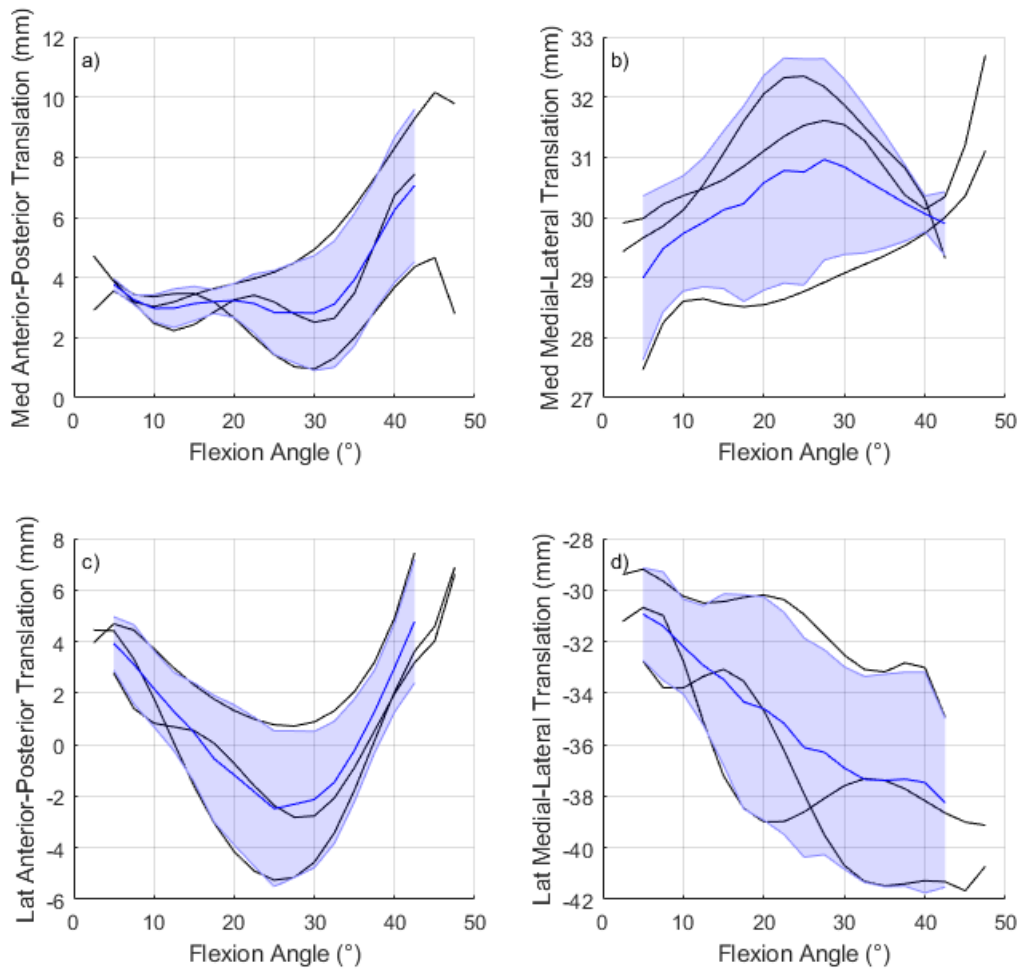 a)
Med Anterior-Posterior Translation (mm)
12
10
8
6
4
2
0
0 10 20 30 40 50
Flexion Angle (°)
b)
Med Medial-Lateral Translation (mm)
33
32
31
30
29
28
27
0 10 20 30 40 50
Flexion Angle (°)
c)
Lat Anterior-Posterior Translation (mm)
8
6
4
2
0
-2
-4
-6
0 10 20 30 40 50
Flexion Angle (°)
d)
Lat Medial-Lateral Translation (mm)
-28
-30
-32
-34
-36
-38
-40
-42
0 10 20 30 40 50
Flexion Angle (°)